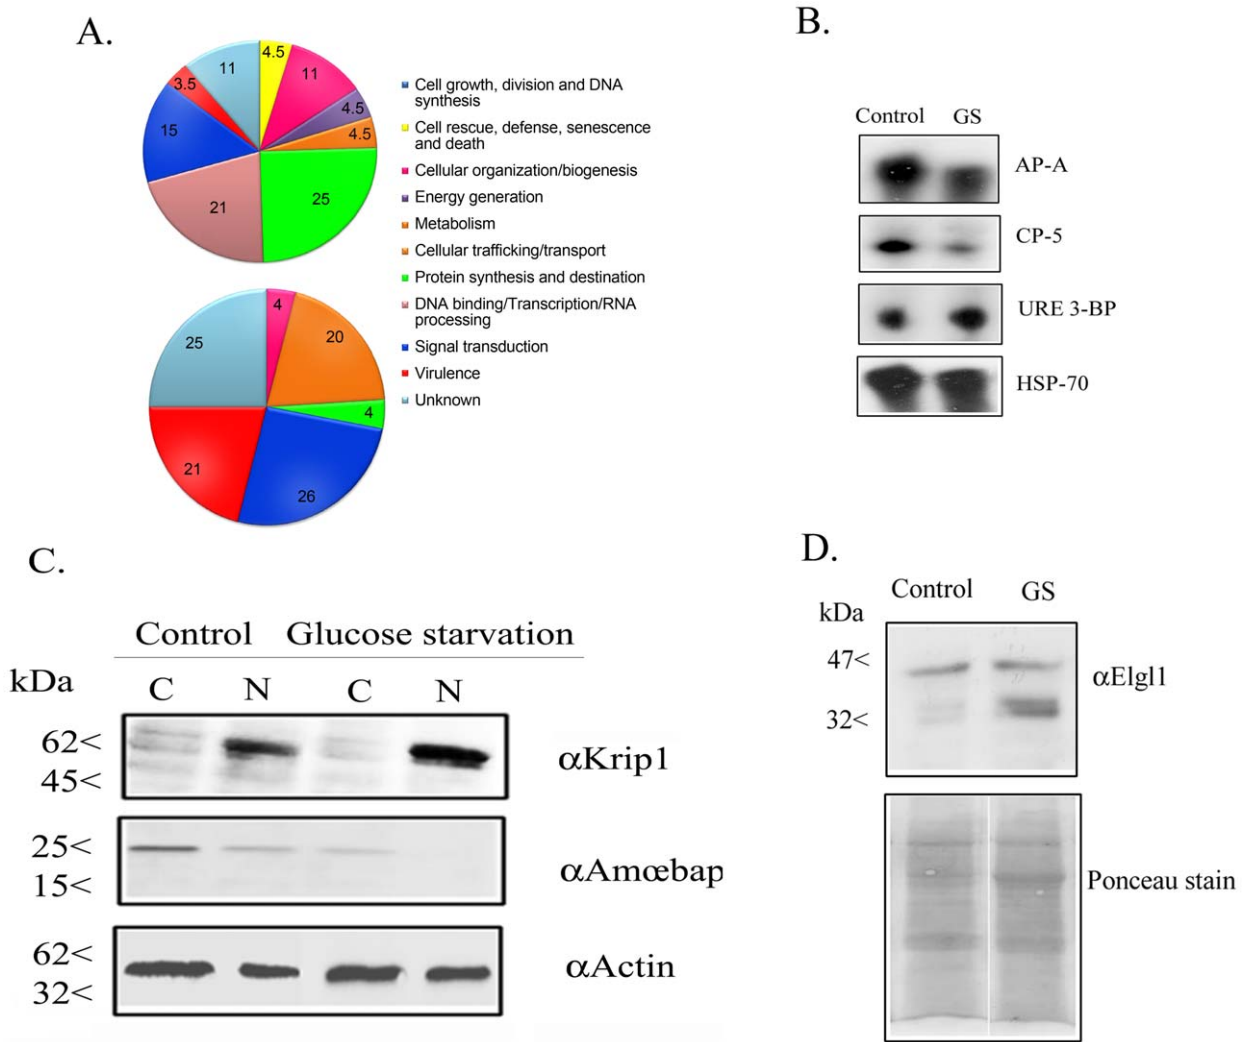 A.
4.5
11
4.5
4.5
25
21
15
3.5
11
Cell growth, division and DNA
synthesis
Cell rescue, defense, senescence
and death
Cellular organization/biogenesis
Energy generation
Metabolism
Cellular trafficking/transport
Protein synthesis and destination
DNA binding/Transcription/RNA
processing
Signal transduction
Virulence
Unknown
4
20
4
26
21
25
B.
Control GS
AP-A
CP-5
URE 3-BP
HSP-70
C.
Control Glucose starvation
kDa C N C N
62<
45<
αKrip1
25<
15<
αAmœbap
62<
32<
αActin
D.
Control GS
kDa
47<
32<
αElgl1
Ponceau stain